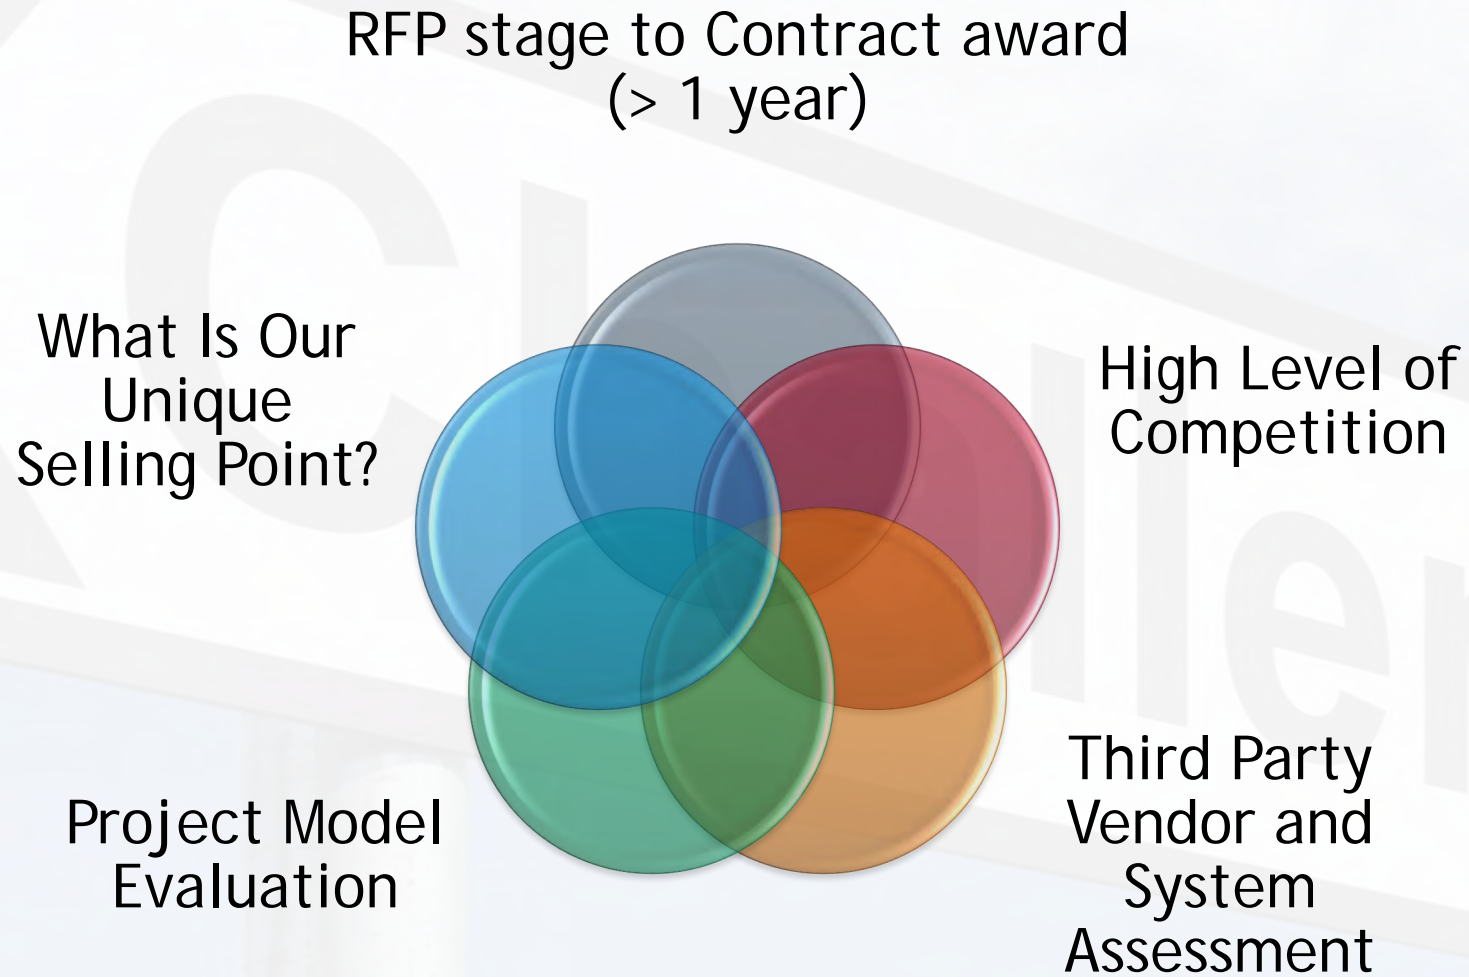 RFP stage to Contract award
(> 1 year)
What Is Our
Unique
Selling Point?
High Level of
Competition
Project Model
Evaluation
Third Party
Vendor and
System
Assessment